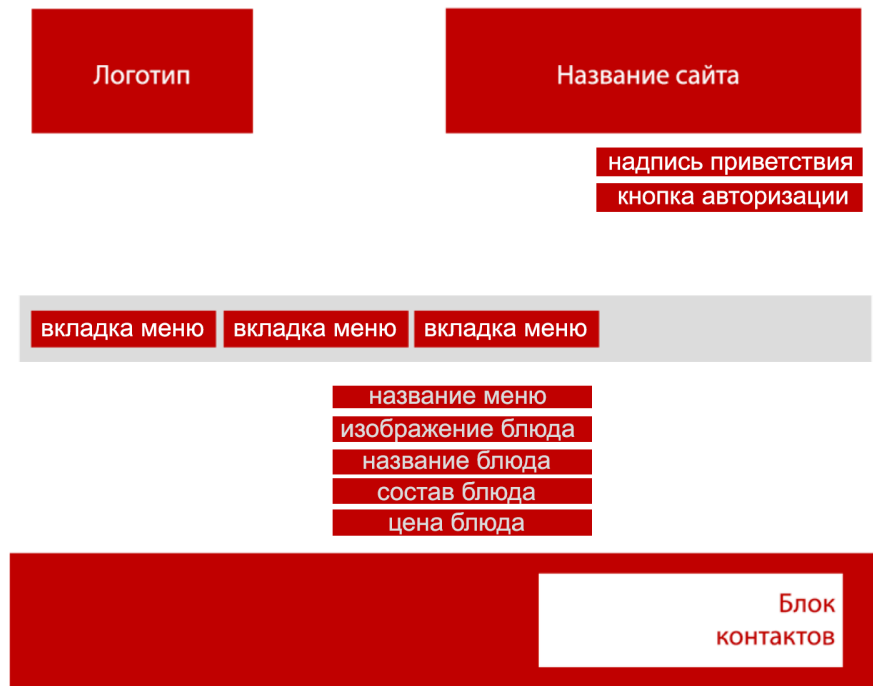 Логотип
Название сайта
надпись приветствия
кнопка авторизации
вкладка меню вкладка меню вкладка меню
название меню
изображение блюда
название блюда
состав блюда
цена блюда
Блок
контактов